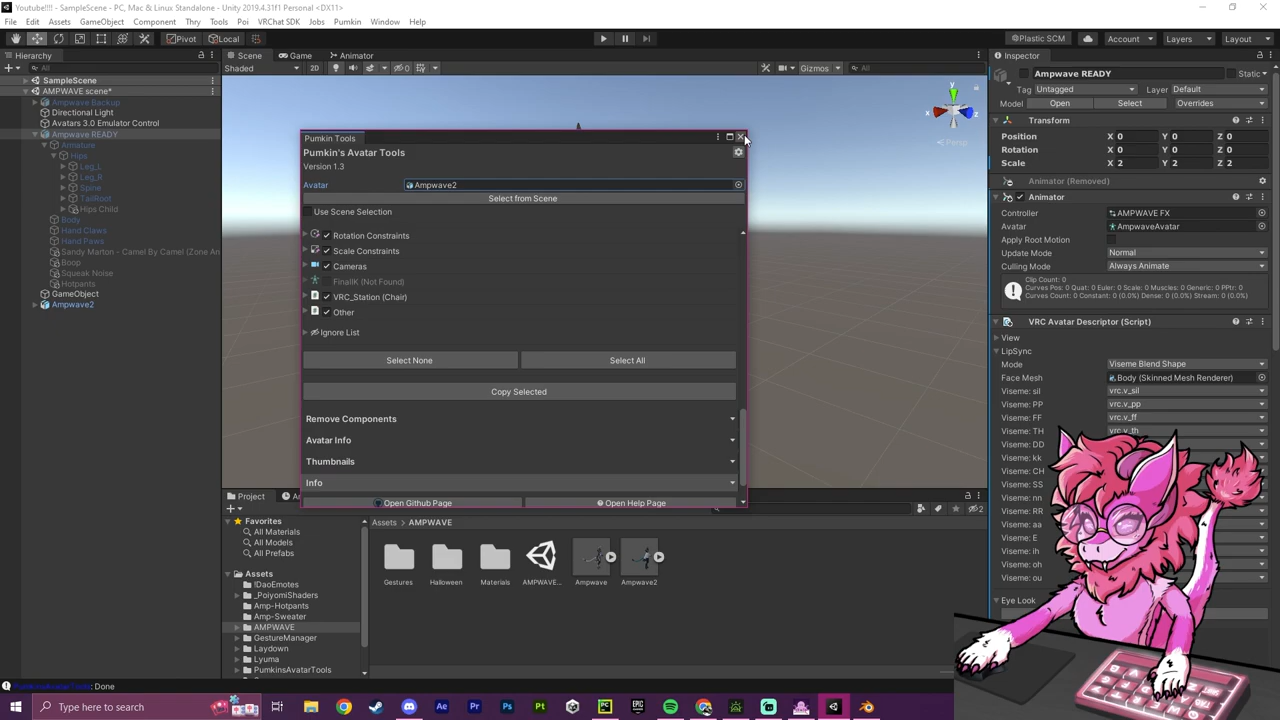 Youtube!!!! - SampleScene - PC, Mac & Linux Standalone - Unity 2019.4.31f1 Personal <DX11>
File Edit Assets GameObject Component Thry Tools Poi VRChat SDK Jobs Pumkin Window Help
Pivot Local Plastic SCM Account Layers Layout
Hierarchy
All
SampleScene
AMPWAVE scene*
Ampwave Backup
Directional Light
Avatars 3.0 Emulator Control
Ampwave READY
Armature
Hips
Leg_L
Leg_R
Spine
TailRoot
Hips Child
Body
Hand Claws
Hand Paws
Sandy Marton - Camel By Camel (Zone An
Boop
Squeak Noise
Hotpants
GameObject
Ampwave2
Scene Game Animator
Shaded 2D 0 Gizmos All
y
x
z
Persp
Pumkin Tools
Pumkin's Avatar Tools
Version 1.3
Avatar Ampwave2
Select from Scene
Use Scene Selection
Rotation Constraints
Scale Constraints
Cameras
FinalIK (Not Found)
VRC_Station (Chair)
Other
Ignore List
Select None Select All
Copy Selected
Remove Components
Avatar Info
Thumbnails
Info
Open Github Page Open Help Page
Project
2
Favorites
All Materials
All Models
All Prefabs
Assets
!DaoEmotes
_PoiyomiShaders
Amp-Hotpants
Amp-Sweater
AMPWAVE
GestureManager
Laydown
Lyuma
PumkinsAvatarTools
Assets > AMPWAVE
Gestures Halloween Materials AMPWAVE... Ampwave Ampwave2
Inspector
Ampwave READY Static
Tag Untagged Layer Default
Model Open Select Overrides
Transform
Position X 0 Y 0 Z 0
Rotation X 0 Y 0 Z 0
Scale X 2 Y 2 Z 2
Animator (Removed)
Animator
Controller AMPWAVE FX
Avatar AmpwaveAvatar
Apply Root Motion
Update Mode Normal
Culling Mode Always Animate
Clip Count: 0
Curves Pos: 0 Quat: 0 Euler: 0 Scale: 0 Muscles: 0 Generic: 0 PPtr: 0
Curves Count: 0 Constant: 0 (0.0%) Dense: 0 (0.0%) Stream: 0 (0.0%)
VRC Avatar Descriptor (Script)
View
LipSync
Mode Viseme Blend Shape
Face Mesh Body (Skinned Mesh Renderer)
Viseme: sil vrc.v_sil
Viseme: PP vrc.v_pp
Viseme: FF vrc.v_ff
Viseme: TH vrc.v_th
Viseme: DD
Viseme: kk
Viseme: CH
Viseme: SS
Viseme: nn
Viseme: RR
Viseme: aa
Viseme: E
Viseme: ih
Viseme: oh
Viseme: ou
Eye Look
Done
Type here to search